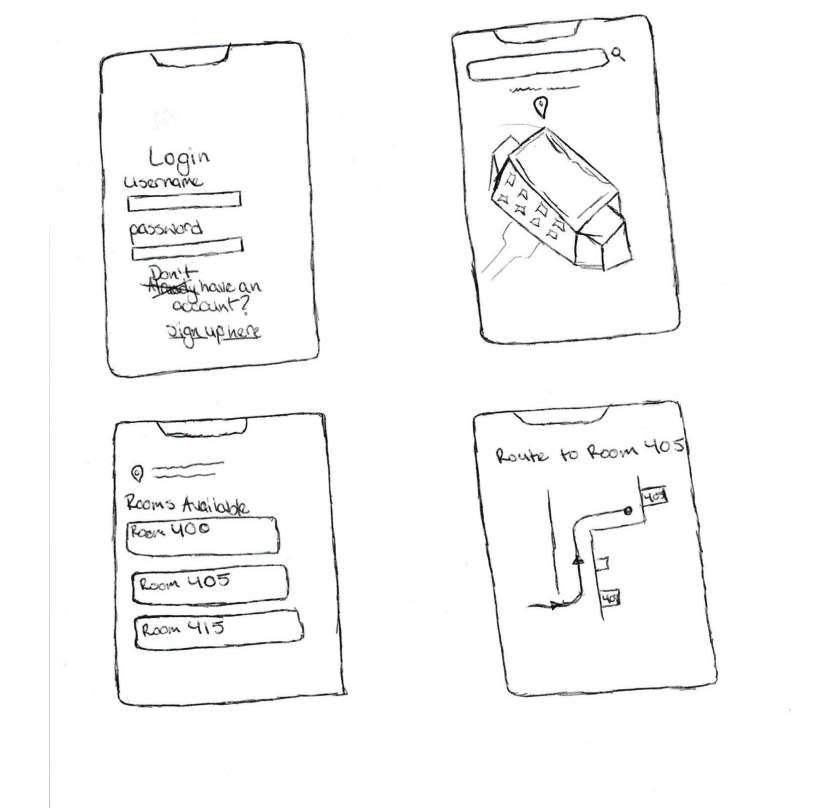 Login
username
password
Don't
Already have an
account?
sign up here
Rooms Available
Room 400
Room 405
Room 415
Route to Room 405
405